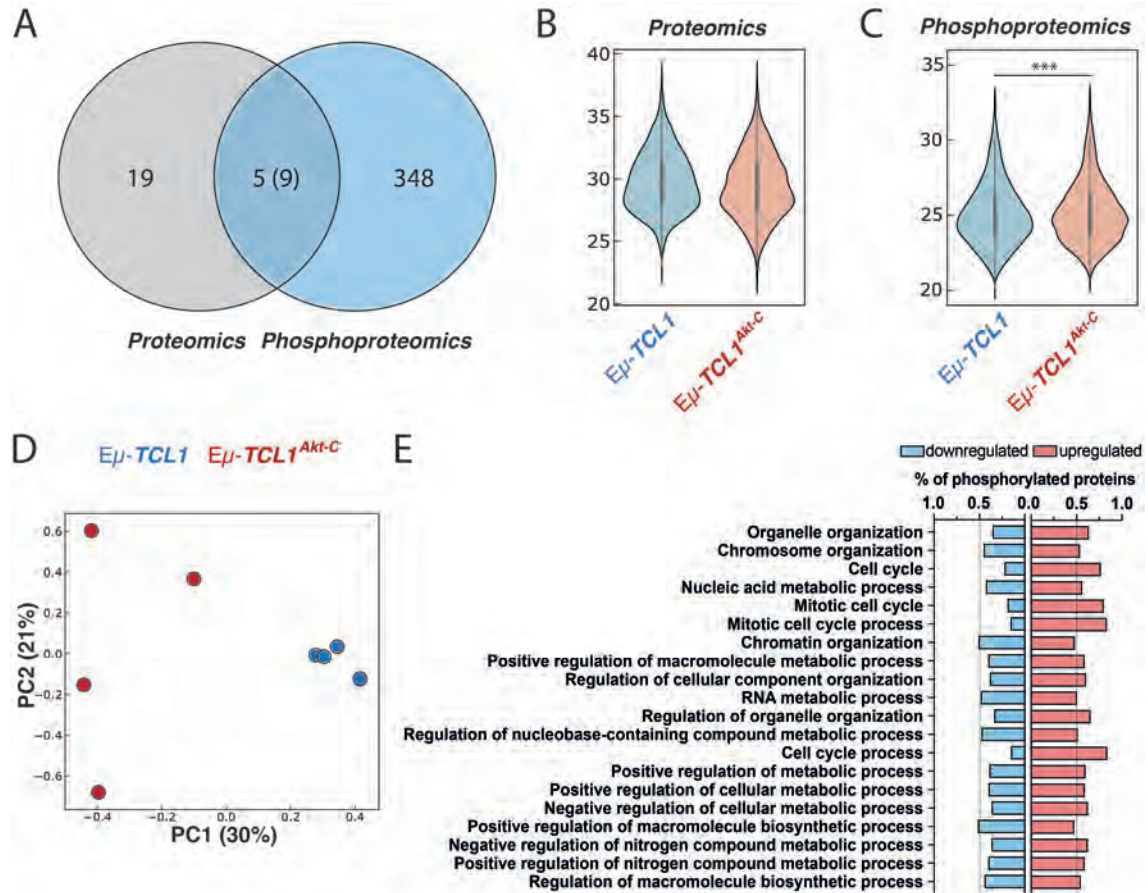 A
19
5 (9)
348
Proteomics
Phosphoproteomics
B
Proteomics
40
35
30
25
20
Eμ-TCL1
Eμ-TCL1^Akt-C
C
Phosphoproteomics
35
30
25
20
***
Eμ-TCL1
Eμ-TCL1^Akt-C
D
Eμ-TCL1 Eμ-TCL1^Akt-C
PC2 (21%)
0.6
0.4
0.2
0.0
−0.2
−0.4
−0.6
−0.4 −0.2 0.0 0.2 0.4
PC1 (30%)
E
downregulated upregulated
% of phosphorylated proteins
1.0 0.5 0.0 0.5 1.0
Organelle organization
Chromosome organization
Cell cycle
Nucleic acid metabolic process
Mitotic cell cycle
Mitotic cell cycle process
Chromatin organization
Positive regulation of macromolecule metabolic process
Regulation of cellular component organization
RNA metabolic process
Regulation of organelle organization
Regulation of nucleobase-containing compound metabolic process
Cell cycle process
Positive regulation of metabolic process
Positive regulation of cellular metabolic process
Negative regulation of cellular metabolic process
Positive regulation of macromolecule biosynthetic process
Negative regulation of nitrogen compound metabolic process
Positive regulation of nitrogen compound metabolic process
Regulation of macromolecule biosynthetic process